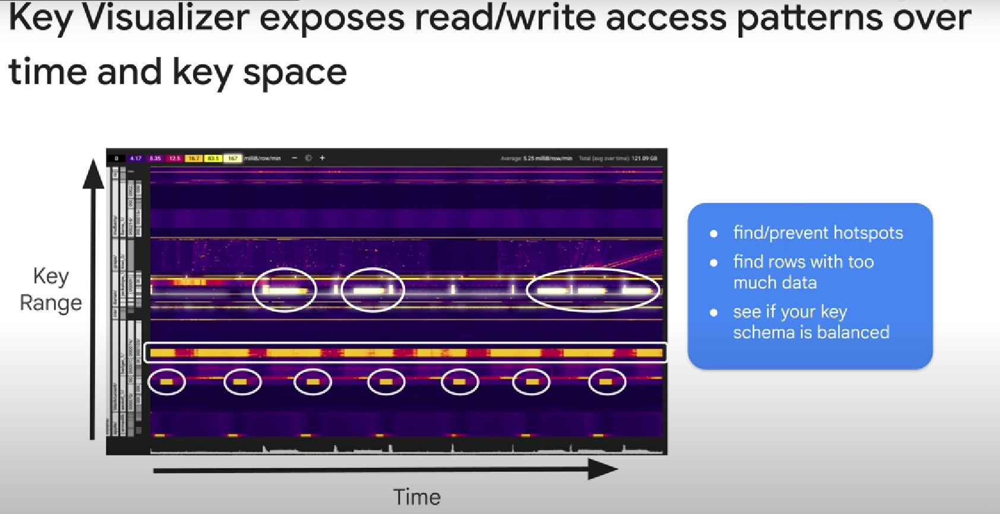 Key Visualizer exposes read/write access patterns over
time and key space
0 4.17 8.35 12.5 16.7 83.5 167 milliB/row/min − +
Average: 5.25 milliB/row/min Total (avg over time): 121.09 GB
Key
Range
• find/prevent hotspots
• find rows with too
much data
• see if your key
schema is balanced
Time